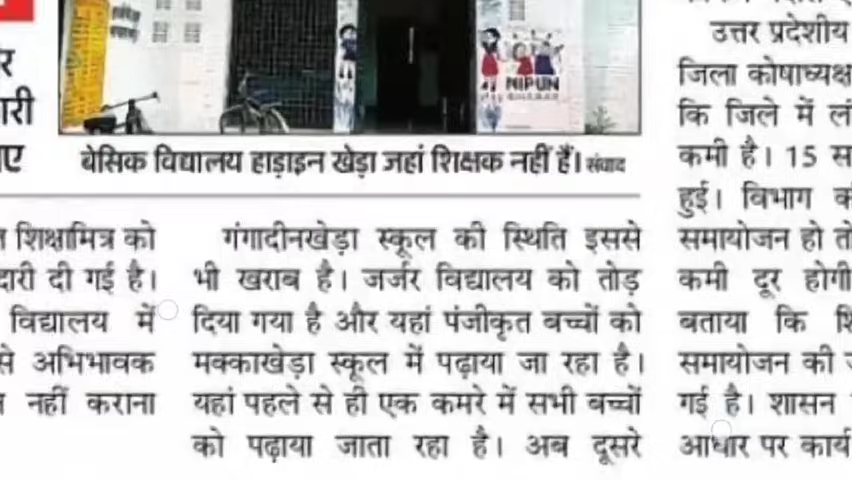 NIPUN
बेसिक विद्यालय हाड़ाइन खेड़ा जहां शिक्षक नहीं हैं। संवाद
शिक्षामित्र को
दी गई है।
विद्यालय में
अभिभावक
नहीं कराना
गंगादीनखेड़ा स्कूल की स्थिति इससे
भी खराब है। जर्जर विद्यालय को तोड़
दिया गया है और यहां पंजीकृत बच्चों को
मक्काखेड़ा स्कूल में पढ़ाया जा रहा है।
यहां पहले से ही एक कमरे में सभी बच्चों
को पढ़ाया जाता रहा है। अब दूसरे
उत्तर प्रदेशीय
जिला कोषाध्यक्ष
कि जिले में
कमी है। 15
हुई। विभाग
समायोजन हो
कमी दूर होगी
बताया कि
समायोजन की
गई है। शासन
आधार पर कार्य